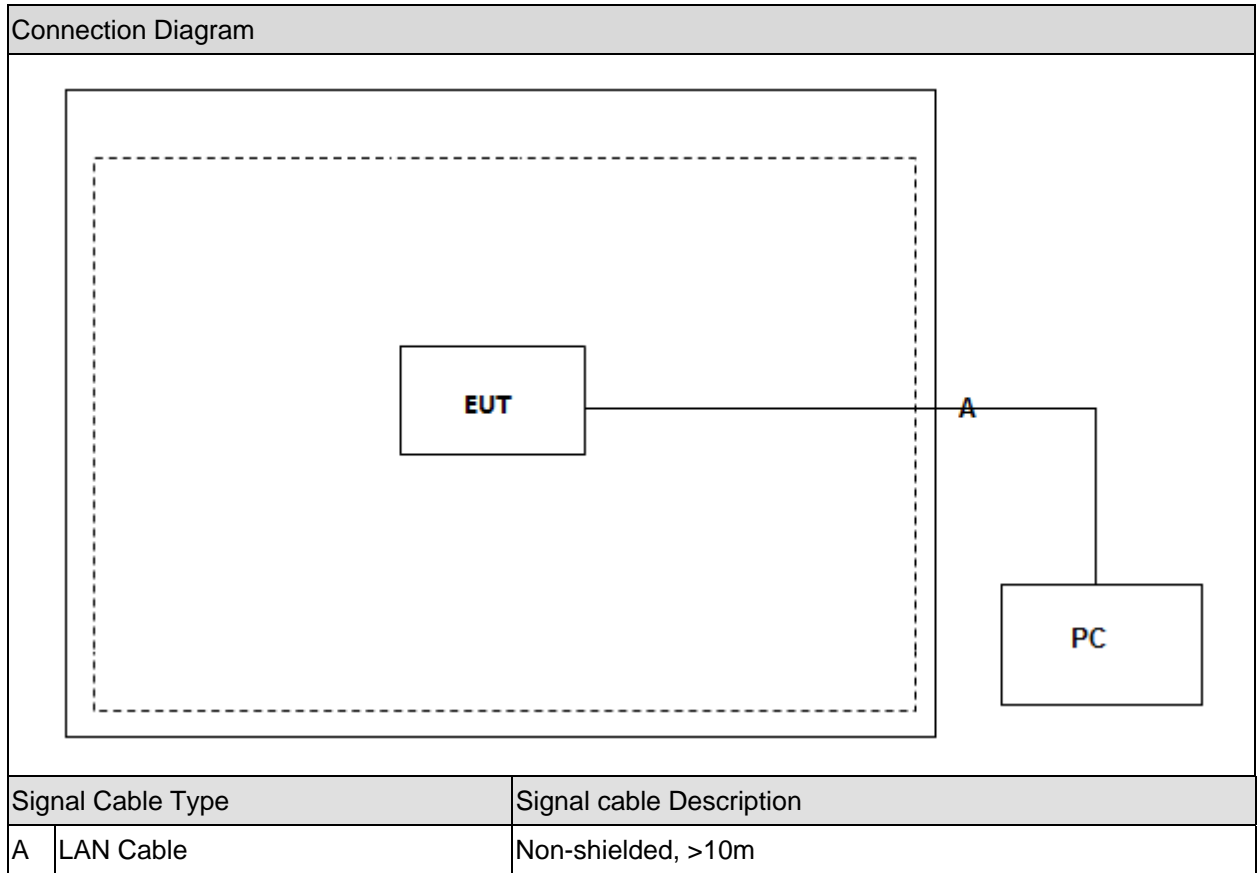 Connection Diagram
EUT
A
PC
Signal Cable Type Signal cable Description
A LAN Cable Non-shielded, >10m